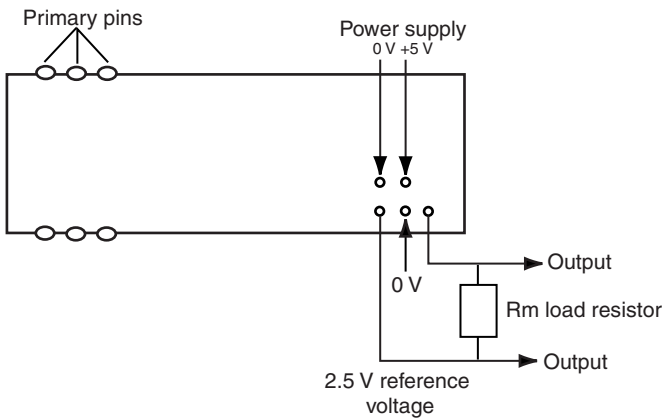 Primary pins
Power supply
0 V +5 V
0 V
Output
Rm load resistor
Output
2.5 V reference
voltage